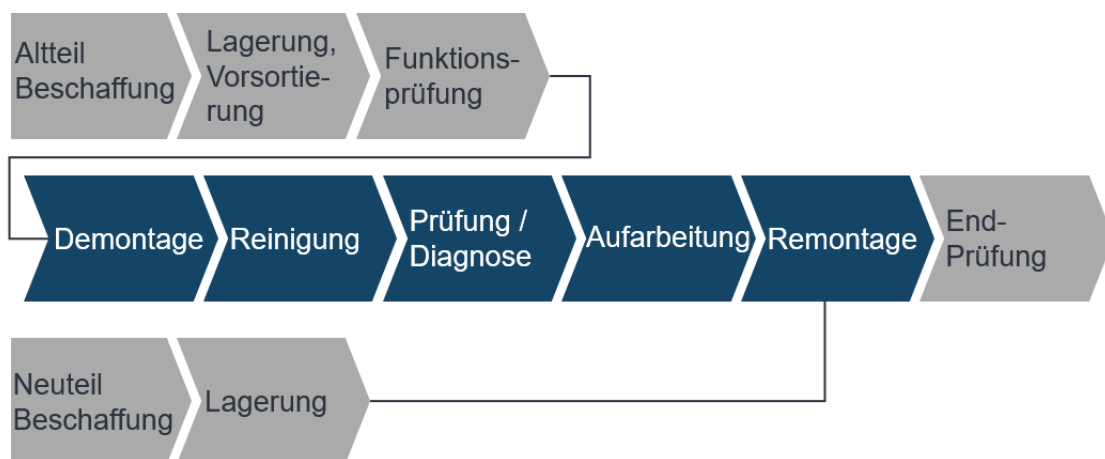 Altteil
Beschaffung
Lagerung,
Vorsortie-
rung
Funktions-
prüfung
Demontage
Reinigung
Prüfung /
Diagnose
Aufarbeitung
Remontage
End-
Prüfung
Neuteil
Beschaffung
Lagerung